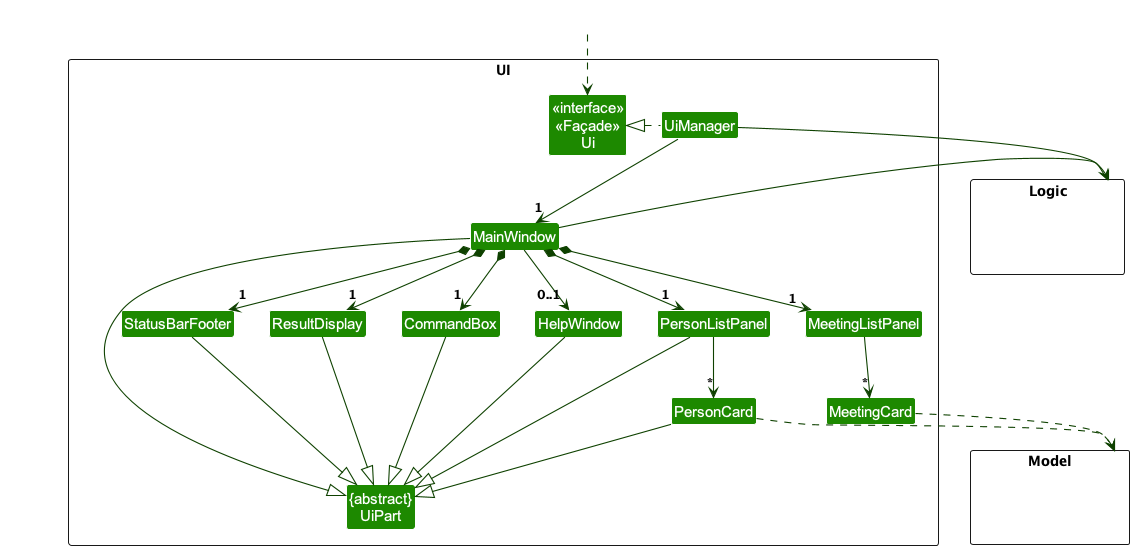 UI
«interface»
«Façade»
Ui
UiManager
Logic
1
MainWindow
1
1
1
0..1
1
1
StatusBarFooter
ResultDisplay
CommandBox
HelpWindow
PersonListPanel
MeetingListPanel
*
*
PersonCard
MeetingCard
Model
{abstract}
UiPart